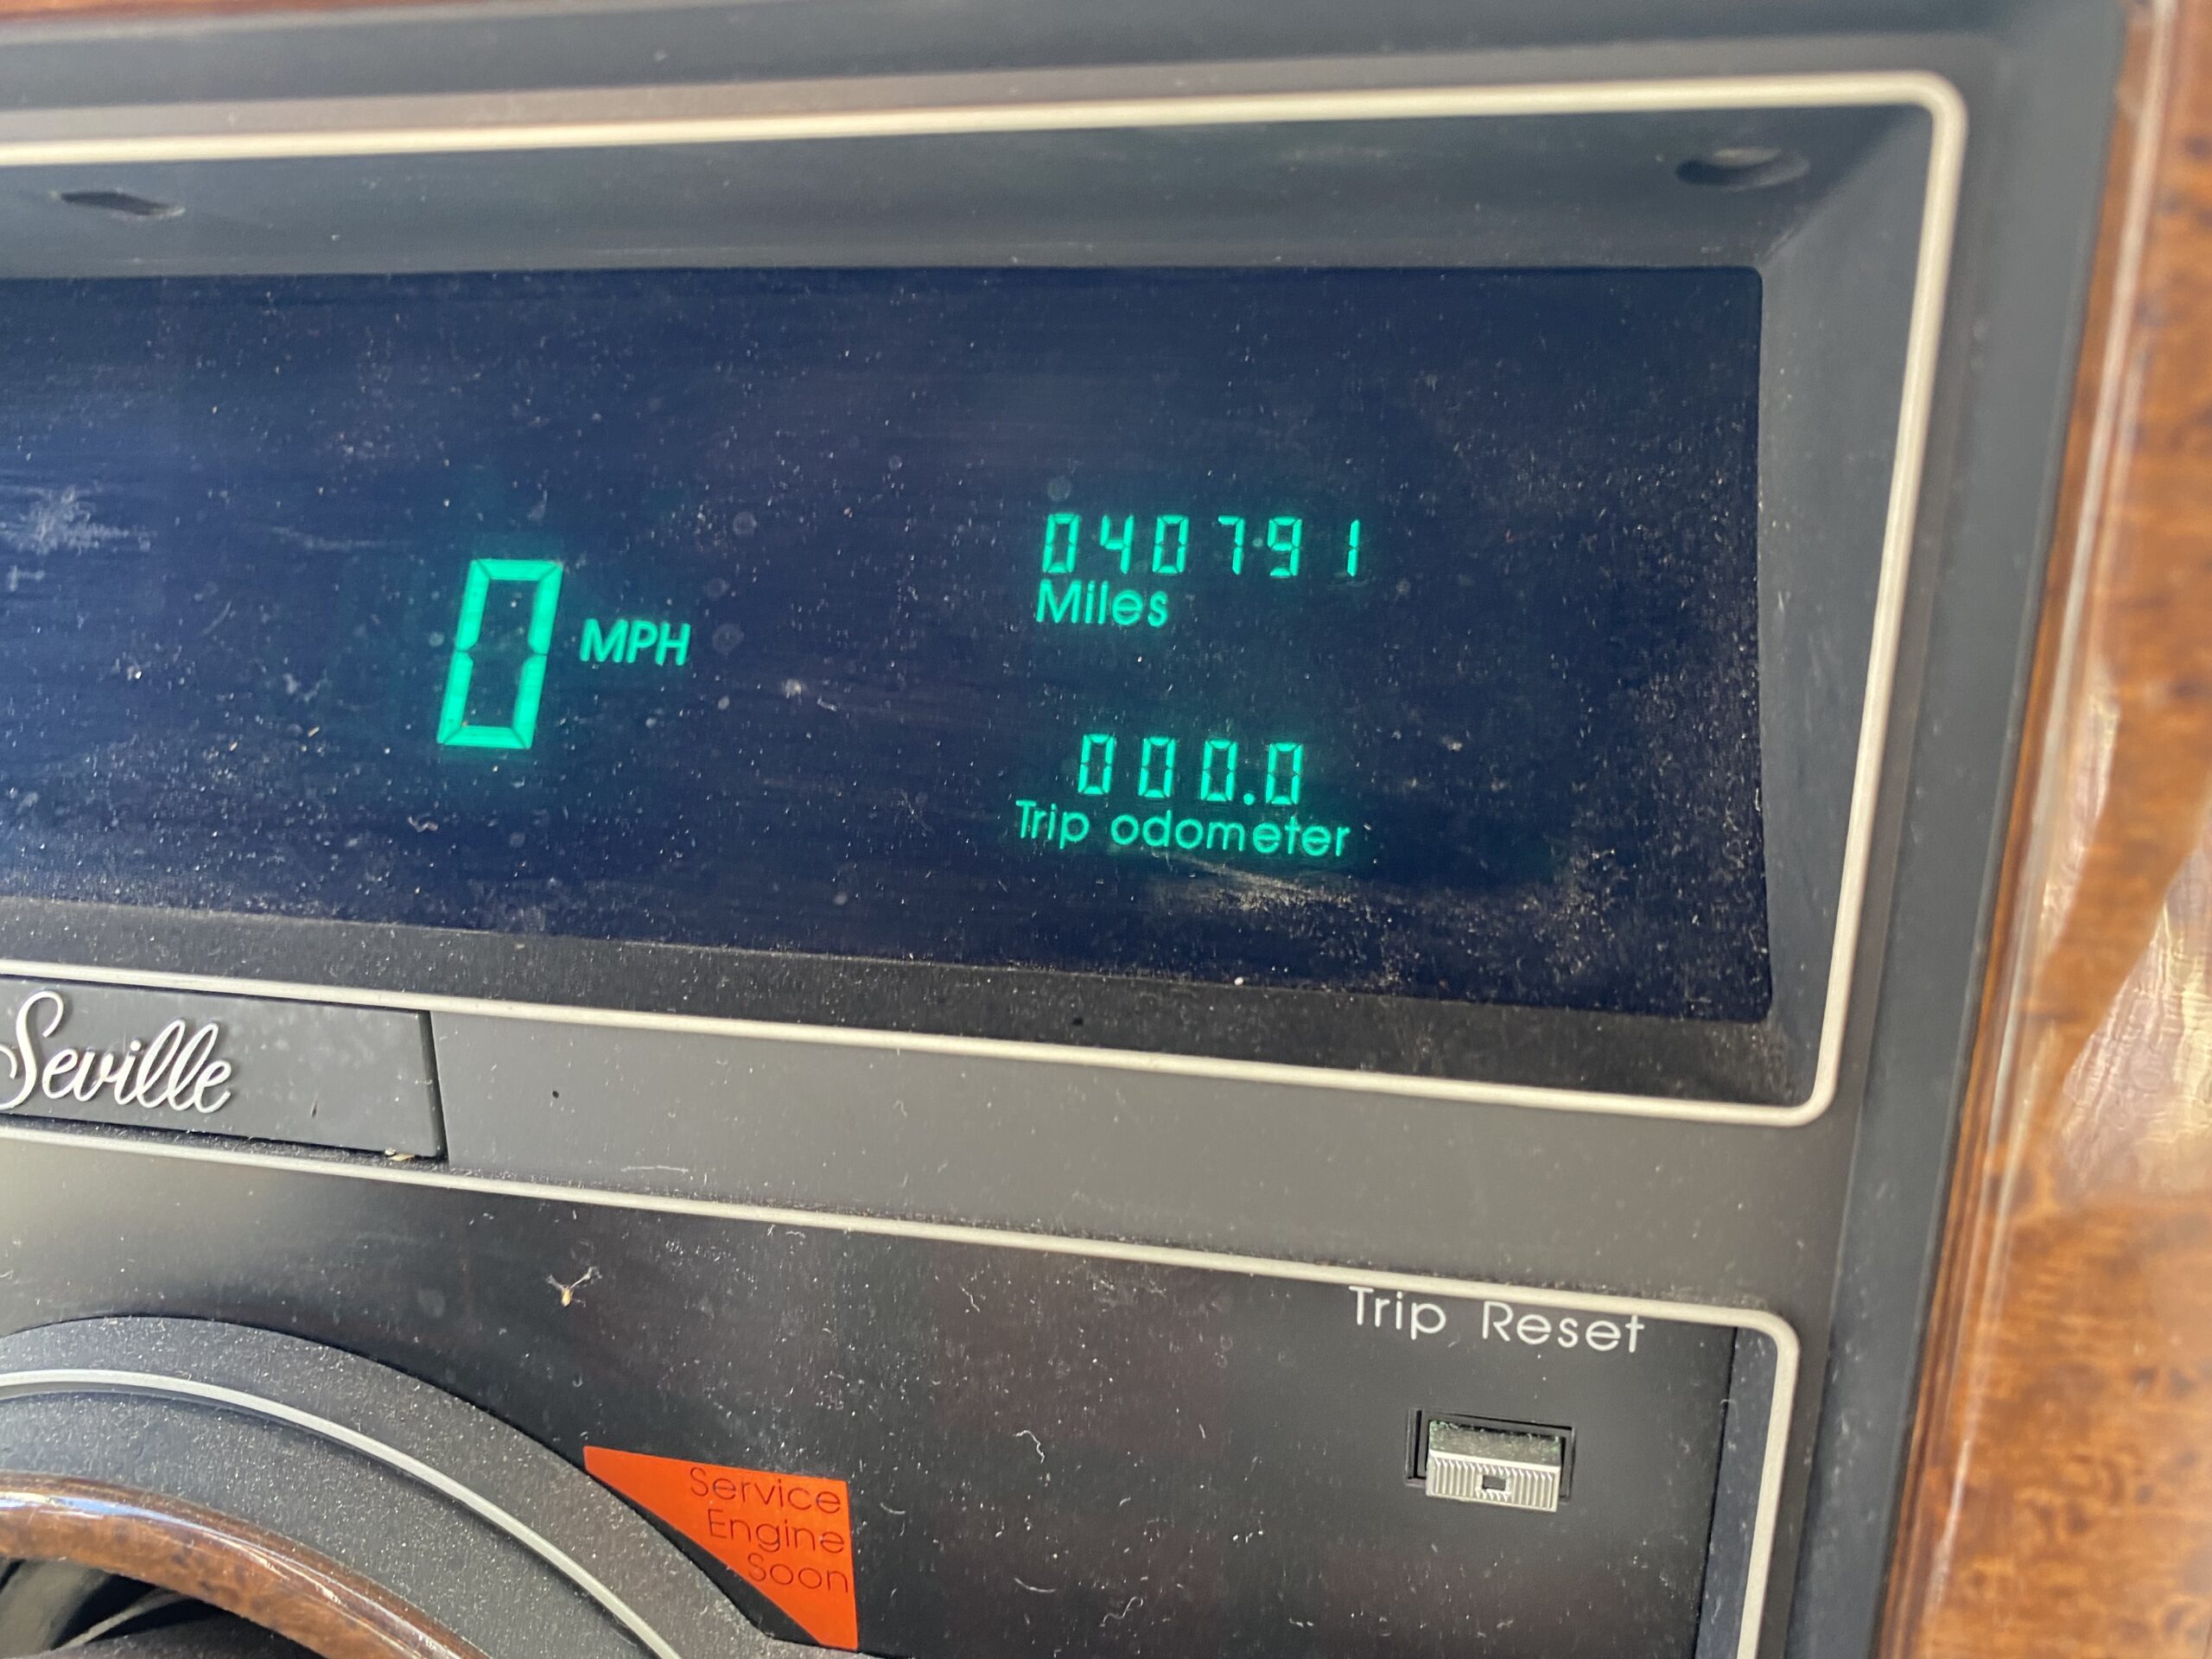 040791
Miles
0 MPH
000.0
Trip odometer
Seville
Trip Reset
Service
Engine
Soon